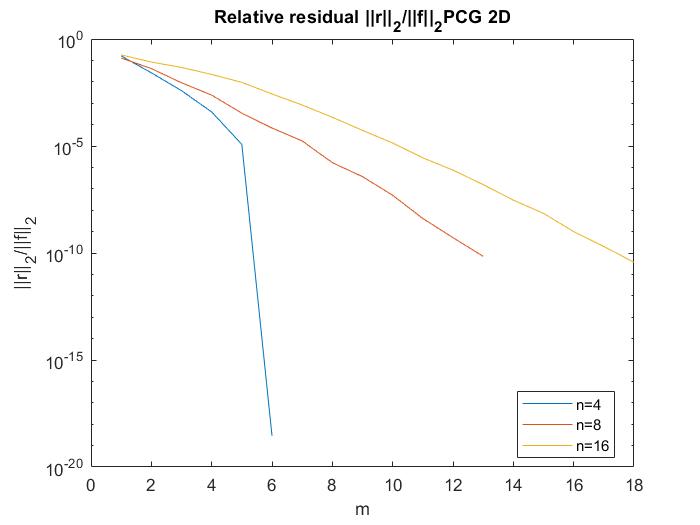 Relative residual ||r||2/||f||2PCG 2D
10^0
10^-5
10^-10
10^-15
10^-20
||r||2/||f||2
0 2 4 6 8 10 12 14 16 18
m
n=4
n=8
n=16